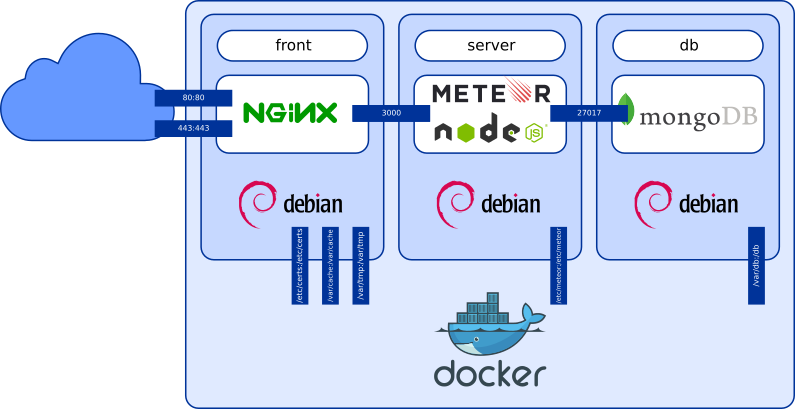 front
server
db
80:80
443:443
NGiNX
3000
METEOR
node
JS
27017
mongoDB
debian
debian
debian
/etc/certs:/etc/certs
/var/cache:/var/cache
/var/tmp:/var/tmp
/etc/meteor:/etc/meteor
/var/db:/db
docker